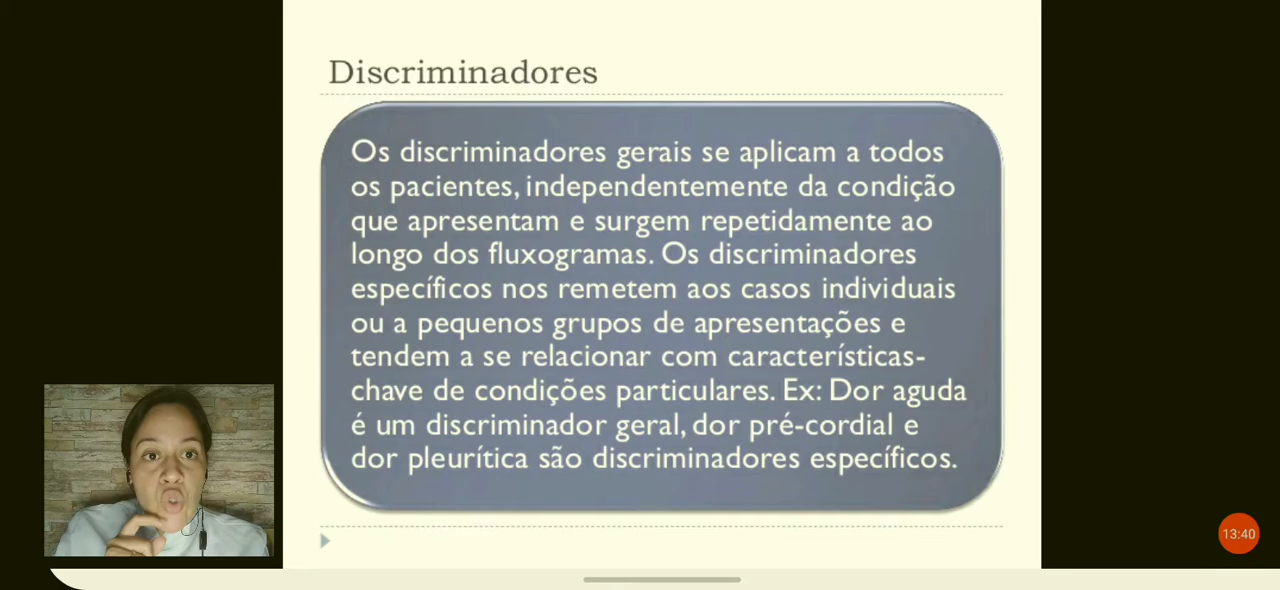 Discriminadores
Os discriminadores gerais se aplicam a todos
os pacientes, independentemente da condição
que apresentam e surgem repetidamente ao
longo dos fluxogramas. Os discriminadores
específicos nos remetem aos casos individuais
ou a pequenos grupos de apresentações e
tendem a se relacionar com características-
chave de condições particulares. Ex: Dor aguda
é um discriminador geral, dor pré-cordial e
dor pleurítica são discriminadores específicos.
13:40